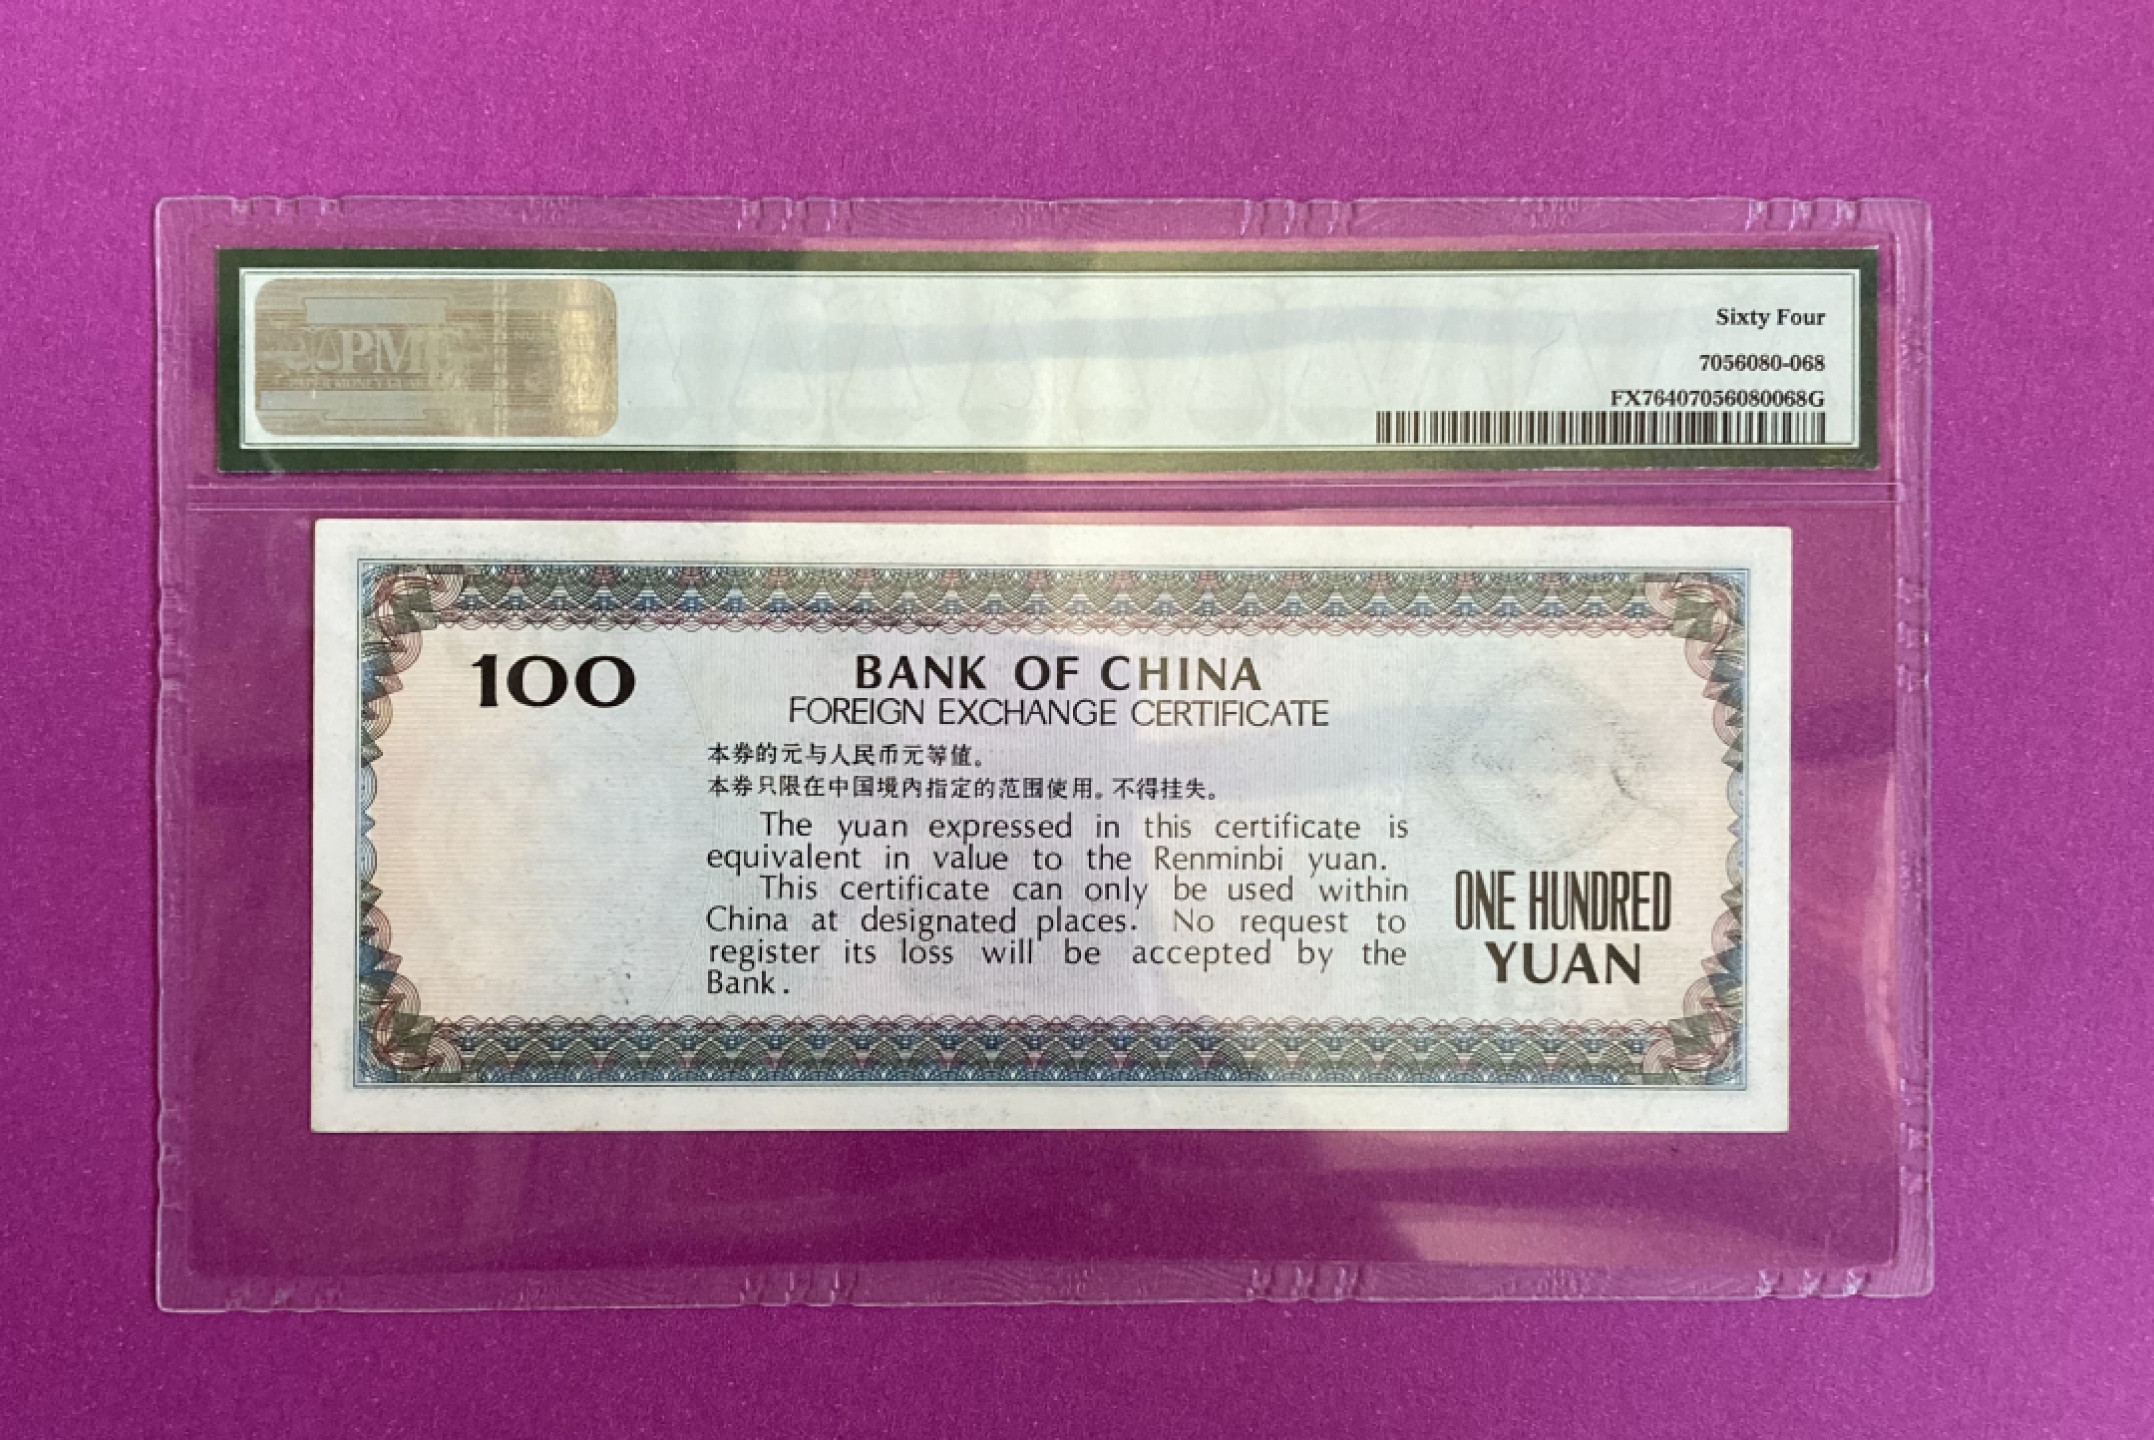 PMG
PAPER MONEY GUARANTY
Sixty Four
7056080-068
FX76407056080068G
100
BANK OF CHINA
FOREIGN EXCHANGE CERTIFICATE
本券的元与人民币元等值。
本券只限在中国境内指定的范围使用。不得挂失。
The yuan expressed in this certificate is
equivalent in value to the Renminbi yuan.
This certificate can only be used within
China at designated places. No request to
register its loss will be accepted by the
Bank.
ONE HUNDRED
YUAN